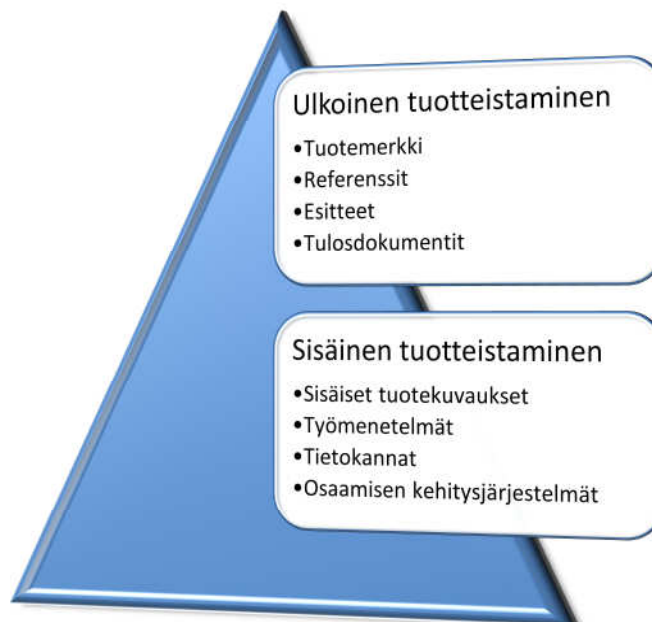 Ulkoinen tuotteistaminen
•Tuotemerkki
•Referenssit
•Esitteet
•Tulosdokumentit
Sisäinen tuotteistaminen
•Sisäiset tuotekuvaukset
•Työmenetelmät
•Tietokannat
•Osaamisen kehitysjärjestelmät